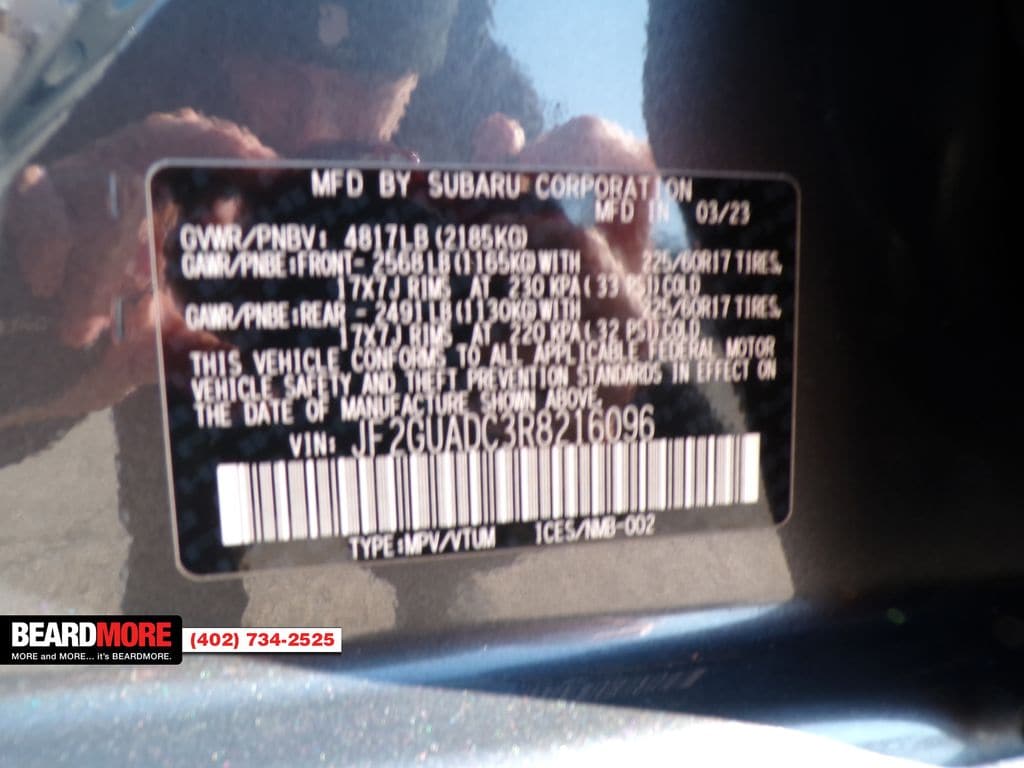 MFD BY SUBARU CORPORATION
MFD IN 03/23
GVWR/PNBV: 4817LB(2185KG)
GAWR/PNBE:FRONT- 2568LB(1165KG)WITH 225/60R17 TIRES,
17X7J RIMS AT 230 KPA(33 PSI)COLD
GAWR/PNBE:REAR - 2491LB(1130KG)WITH 225/60R17 TIRES,
17X7J RIMS AT 220 KPA(32 PSI)COLD
THIS VEHICLE CONFORMS TO ALL APPLICABLE FEDERAL MOTOR
VEHICLE SAFETY AND THEFT PREVENTION STANDARDS IN EFFECT ON
THE DATE OF MANUFACTURE SHOWN ABOVE.
VIN: JF2GUADC3R8216096
TYPE:MPV/VTUM ICES/NMB-002
BEARDMORE (402) 734-2525
MORE and MORE... it's BEARDMORE.